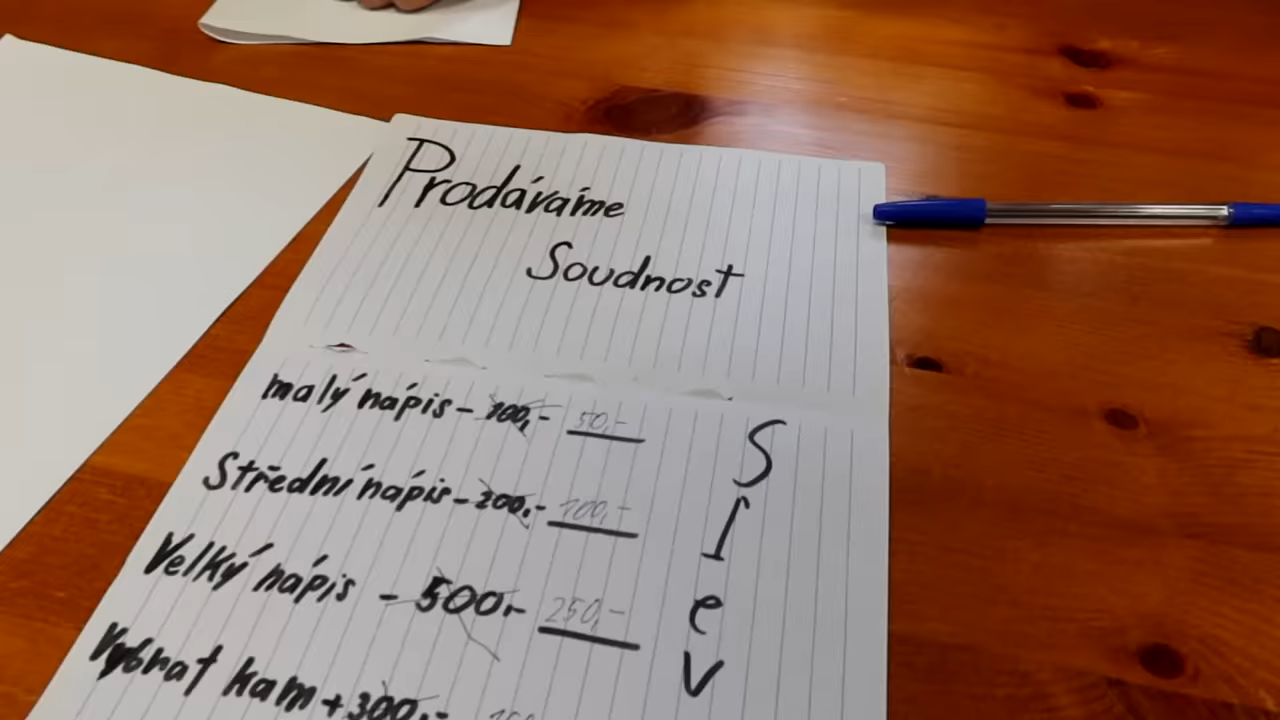 Prodáváme
Soudnost
malý nápis - 100,- 50,-
Střední nápis - 200,- 100,-
Velký nápis - 500,- 250,-
Vybrat kam + 300,-
S
l
e
v